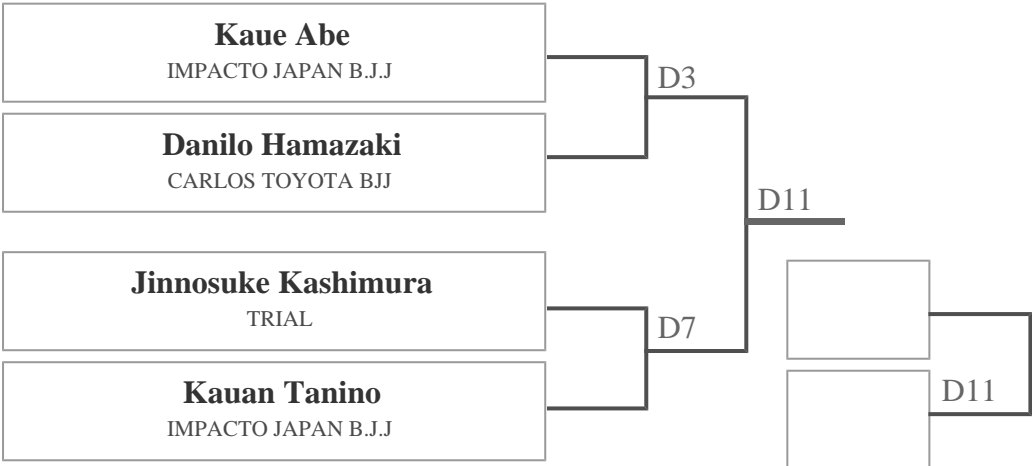 Kaue Abe
IMPACTO JAPAN B.J.J
D3
Danilo Hamazaki
CARLOS TOYOTA BJJ
D11
Jinnosuke Kashimura
TRIAL
D7
Kauan Tanino
IMPACTO JAPAN B.J.J
D11